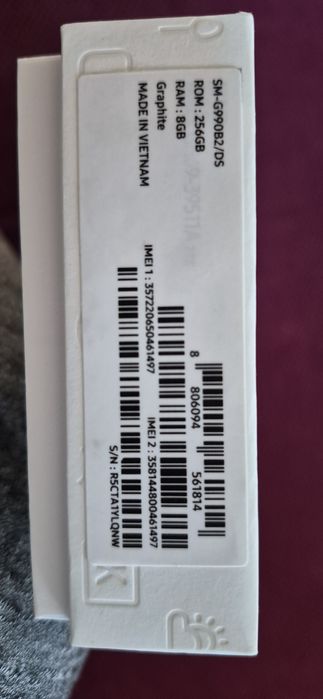 SM-G990B2/DS
ROM : 256GB
RAM : 8GB
Graphite
MADE IN VIETNAM
8 806094 561814
IMEI 1 : 357220650461497
IMEI 2 : 358144800461497
S/N : R5CTA1YLQNW
K